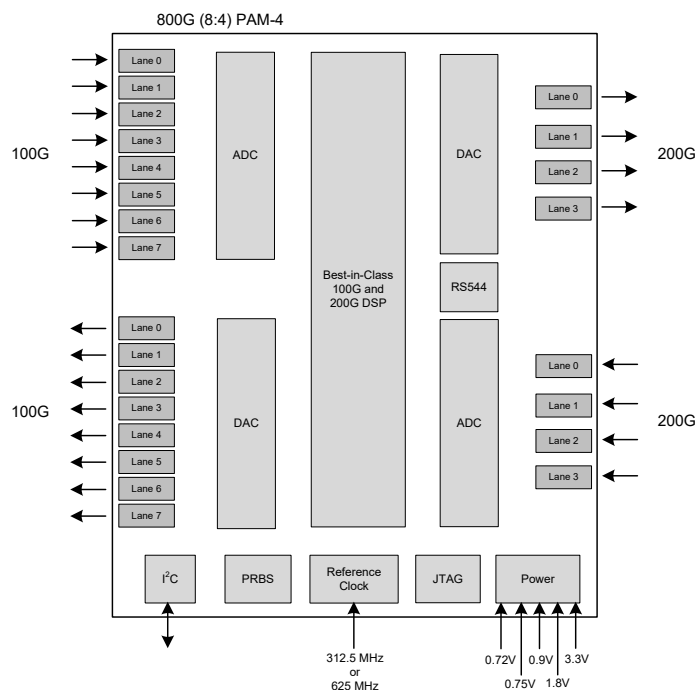 800G (8:4) PAM-4
100G
Lane 0
Lane 1
Lane 2
Lane 3
Lane 4
Lane 5
Lane 6
Lane 7
ADC
Best-in-Class
100G and
200G DSP
DAC
RS544
Lane 0
Lane 1
Lane 2
Lane 3
200G
100G
Lane 0
Lane 1
Lane 2
Lane 3
Lane 4
Lane 5
Lane 6
Lane 7
DAC
ADC
Lane 0
Lane 1
Lane 2
Lane 3
200G
I²C
PRBS
Reference
Clock
JTAG
Power
312.5 MHz
or
625 MHz
0.72V
0.75V
0.9V
1.8V
3.3V